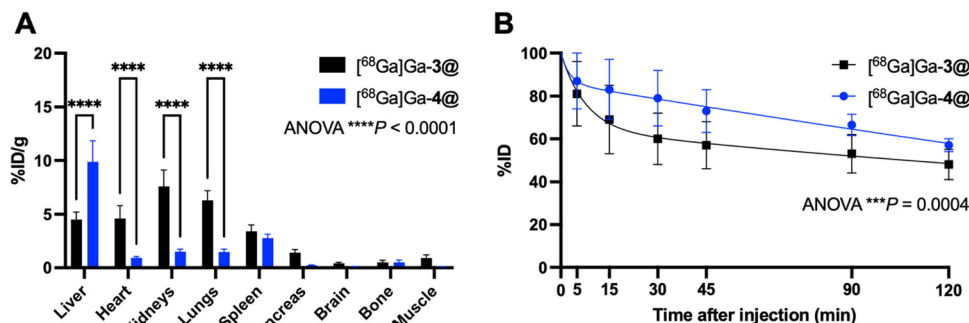 A
20
15
10
5
0
%ID/g
**** **** **** ****
[⁶⁸Ga]Ga-3@
[⁶⁸Ga]Ga-4@
ANOVA ****P < 0.0001
Liver Heart Kidneys Lungs Spleen Brain Bone Muscle
B
100
80
60
40
20
0
%ID
[⁶⁸Ga]Ga-3@
[⁶⁸Ga]Ga-4@
ANOVA ***P = 0.0004
0 5 15 30 45 90 120
Time after injection (min)